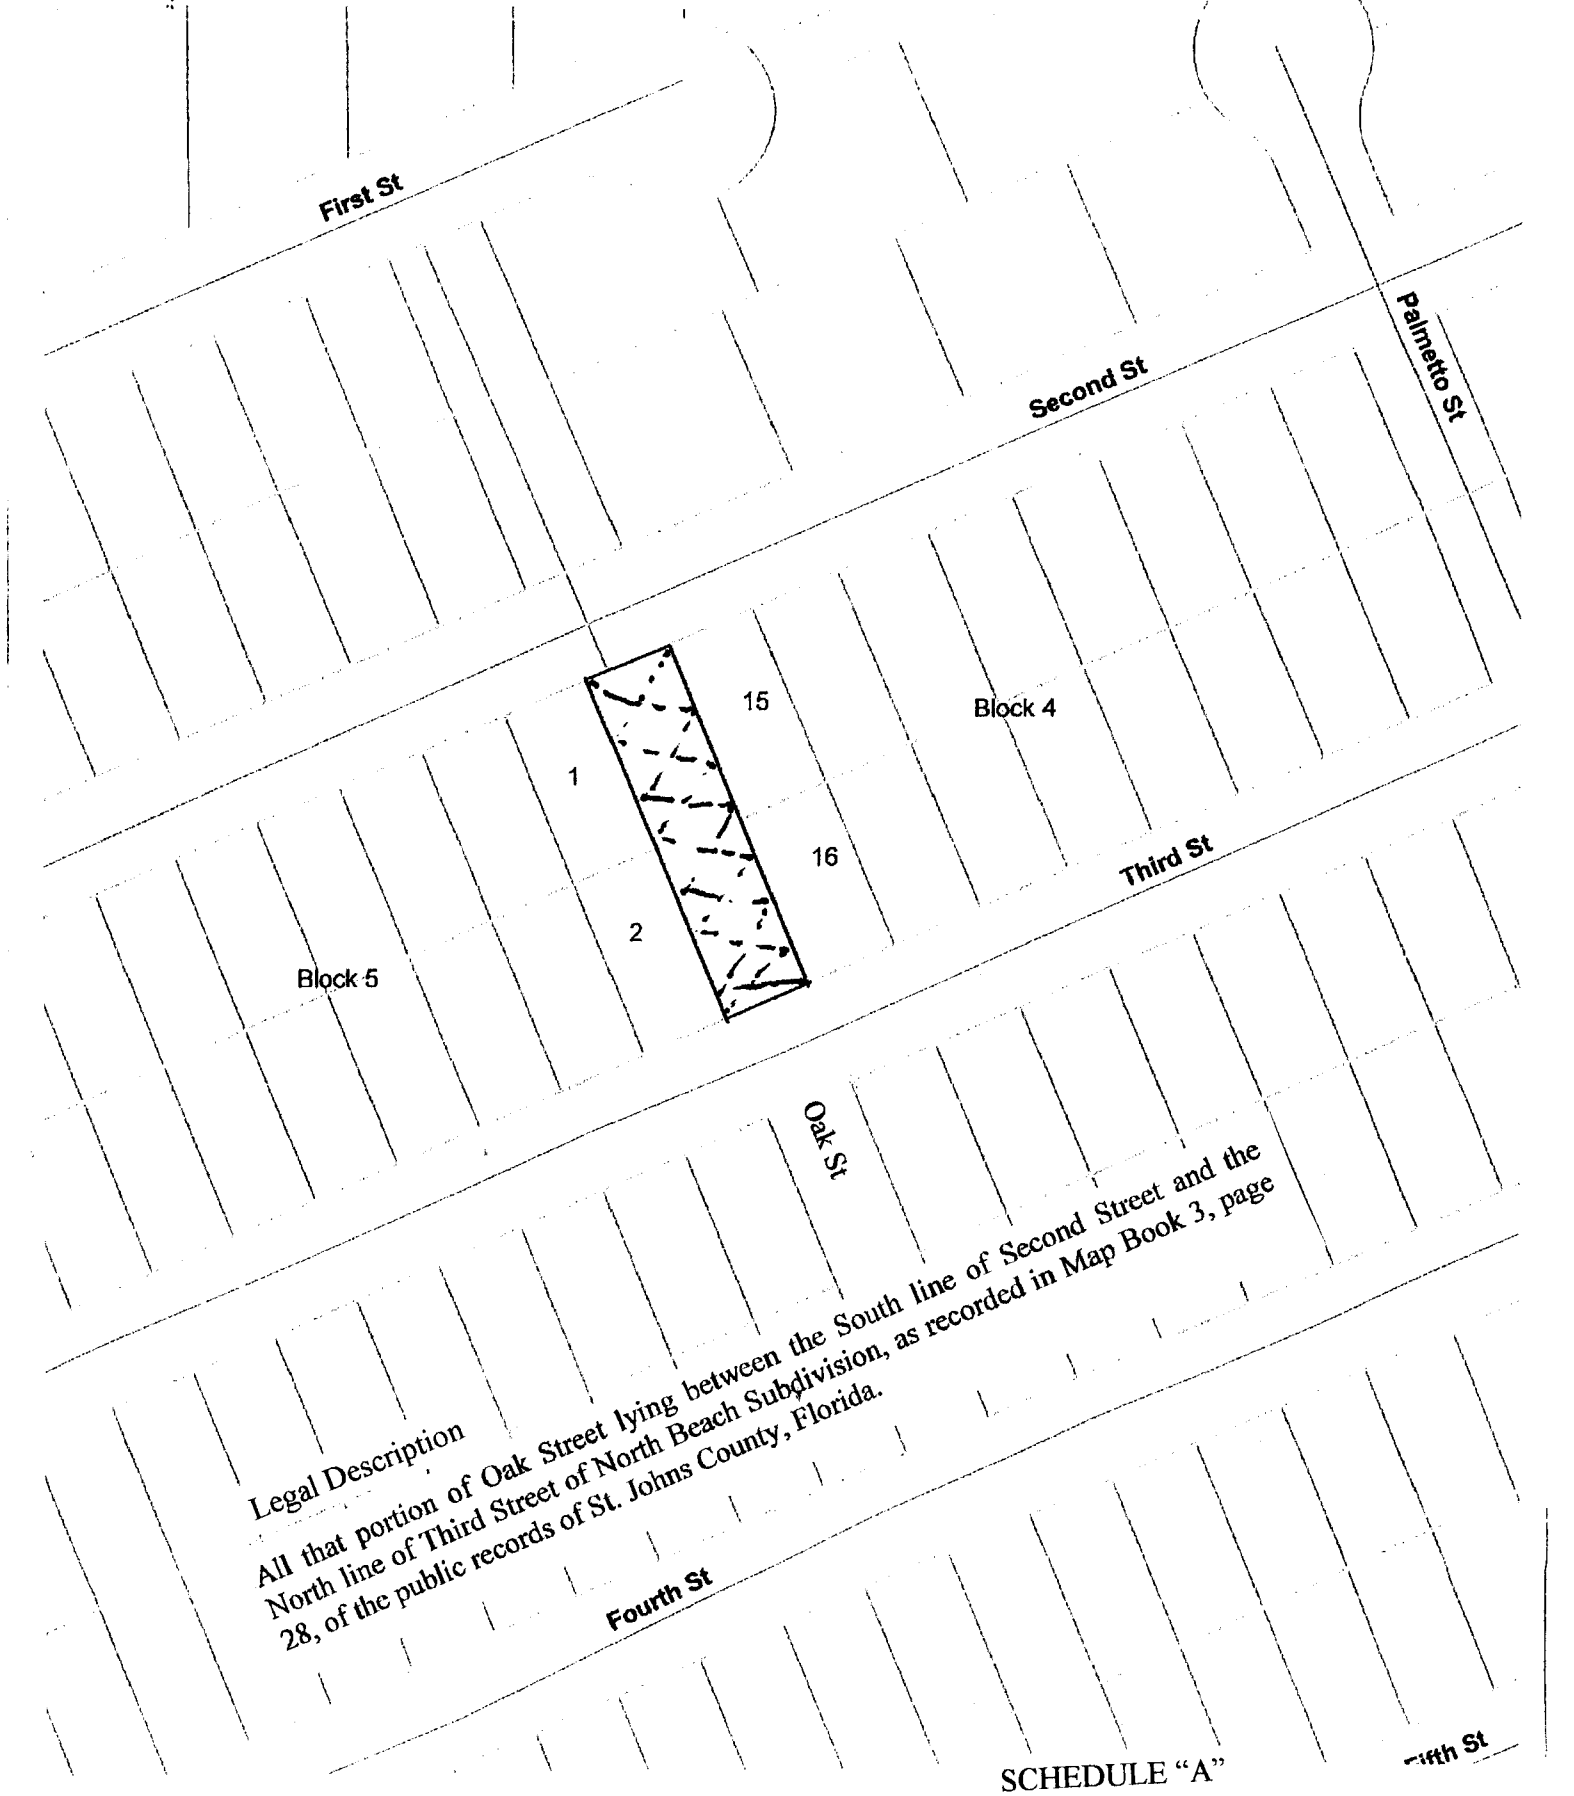 First St
Second St
Palmetto St
15
Block 4
1
16
Third St
2
Block 5
Oak St
Legal Description
All that portion of Oak Street lying between the South line of Second Street and the
North line of Third Street of North Beach Subdivision, as recorded in Map Book 3, page
28, of the public records of St. Johns County, Florida.
Fourth St
Fifth St
SCHEDULE “A”